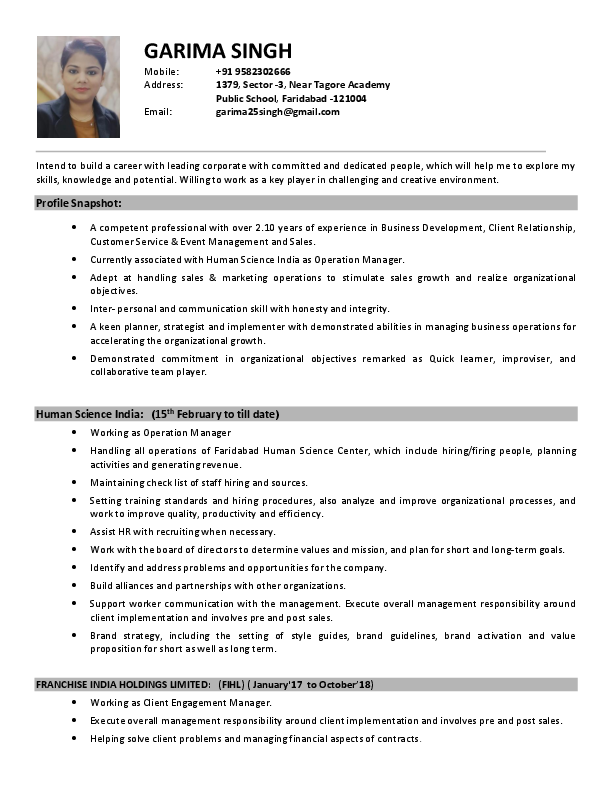 GARIMA SINGH
Mobile: +91 9582302666
Address: 1379, Sector -3, Near Tagore Academy
Public School, Faridabad -121004
Email: garima25singh@gmail.com
Intend to build a career with leading corporate with committed and dedicated people, which will help me to explore my
skills, knowledge and potential. Willing to work as a key player in challenging and creative environment.
Profile Snapshot:
• A competent professional with over 2.10 years of experience in Business Development, Client Relationship,
Customer Service & Event Management and Sales.
• Currently associated with Human Science India as Operation Manager.
• Adept at handling sales & marketing operations to stimulate sales growth and realize organizational
objectives.
• Inter- personal and communication skill with honesty and integrity.
• A keen planner, strategist and implementer with demonstrated abilities in managing business operations for
accelerating the organizational growth.
• Demonstrated commitment in organizational objectives remarked as Quick learner, improviser, and
collaborative team player.
Human Science India: (15th February to till date)
• Working as Operation Manager
• Handling all operations of Faridabad Human Science Center, which include hiring/firing people, planning
activities and generating revenue.
• Maintaining check list of staff hiring and sources.
• Setting training standards and hiring procedures, also analyze and improve organizational processes, and
work to improve quality, productivity and efficiency.
• Assist HR with recruiting when necessary.
• Work with the board of directors to determine values and mission, and plan for short and long-term goals.
• Identify and address problems and opportunities for the company.
• Build alliances and partnerships with other organizations.
• Support worker communication with the management. Execute overall management responsibility around
client implementation and involves pre and post sales.
• Brand strategy, including the setting of style guides, brand guidelines, brand activation and value
proposition for short as well as long term.
FRANCHISE INDIA HOLDINGS LIMITED: (FIHL) ( January'17 to October'18)
• Working as Client Engagement Manager.
• Execute overall management responsibility around client implementation and involves pre and post sales.
• Helping solve client problems and managing financial aspects of contracts.